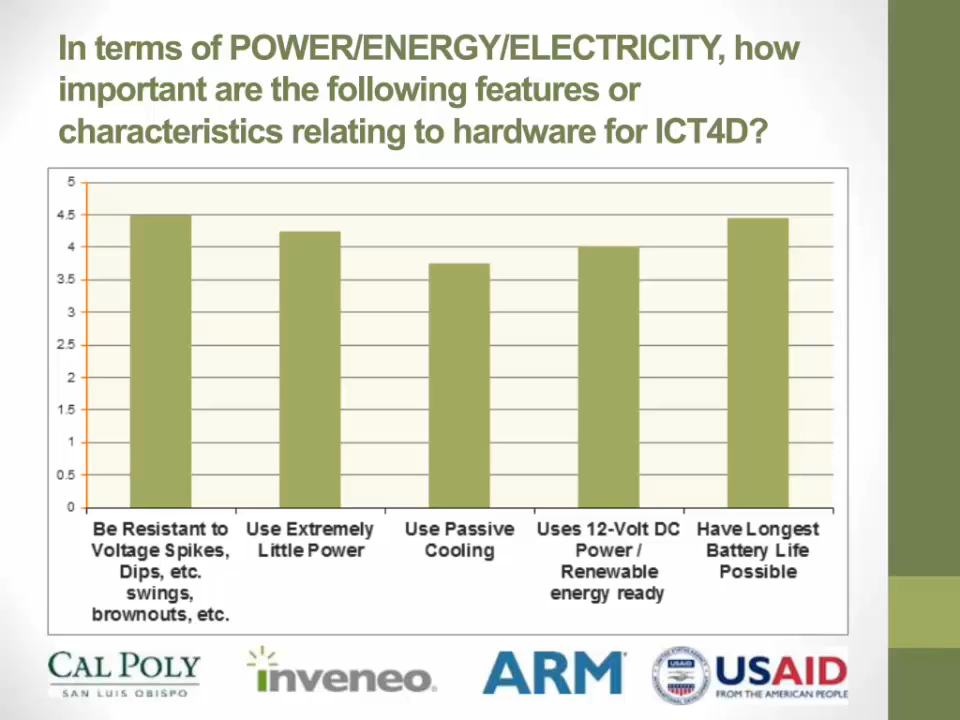 In terms of POWER/ENERGY/ELECTRICITY, how
important are the following features or
characteristics relating to hardware for ICT4D?
5
4.5
4
3.5
3
2.5
2
1.5
1
0.5
0
Be Resistant to
Voltage Spikes,
Dips, etc.
swings,
brownouts, etc.
Use Extremely
Little Power
Use Passive
Cooling
Uses 12-Volt DC
Power /
Renewable
energy ready
Have Longest
Battery Life
Possible
CAL POLY
SAN LUIS OBISPO
inveneo
ARM
USAID
USAID
FROM THE AMERICAN PEOPLE